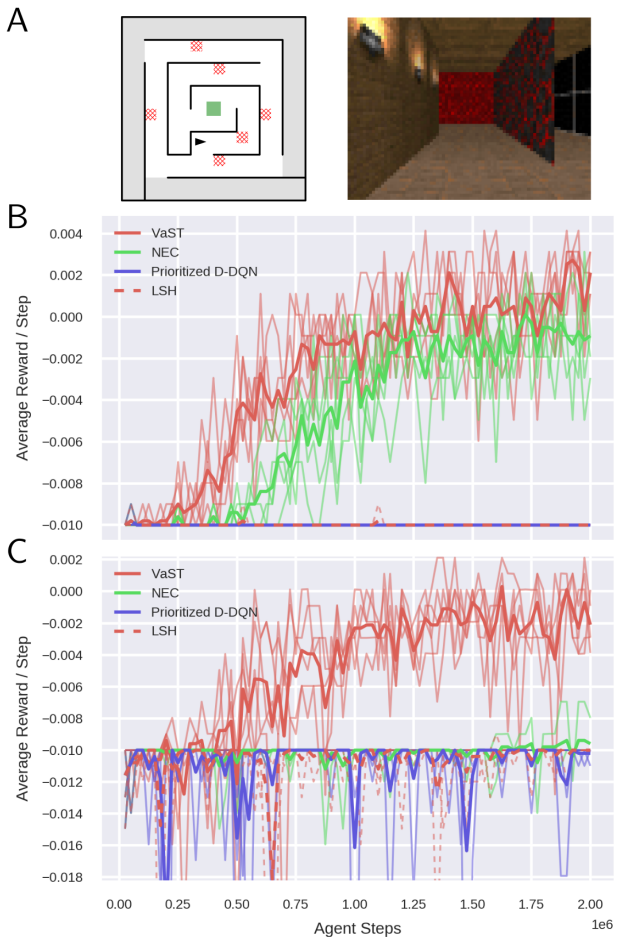 A
B
0.004
0.002
0.000
−0.002
−0.004
−0.006
−0.008
−0.010
Average Reward / Step
VaST
NEC
Prioritized D-DQN
LSH
C
0.002
0.000
−0.002
−0.004
−0.006
−0.008
−0.010
−0.012
−0.014
−0.016
−0.018
Average Reward / Step
VaST
NEC
Prioritized D-DQN
LSH
0.00 0.25 0.50 0.75 1.00 1.25 1.50 1.75 2.00
1e6
Agent Steps